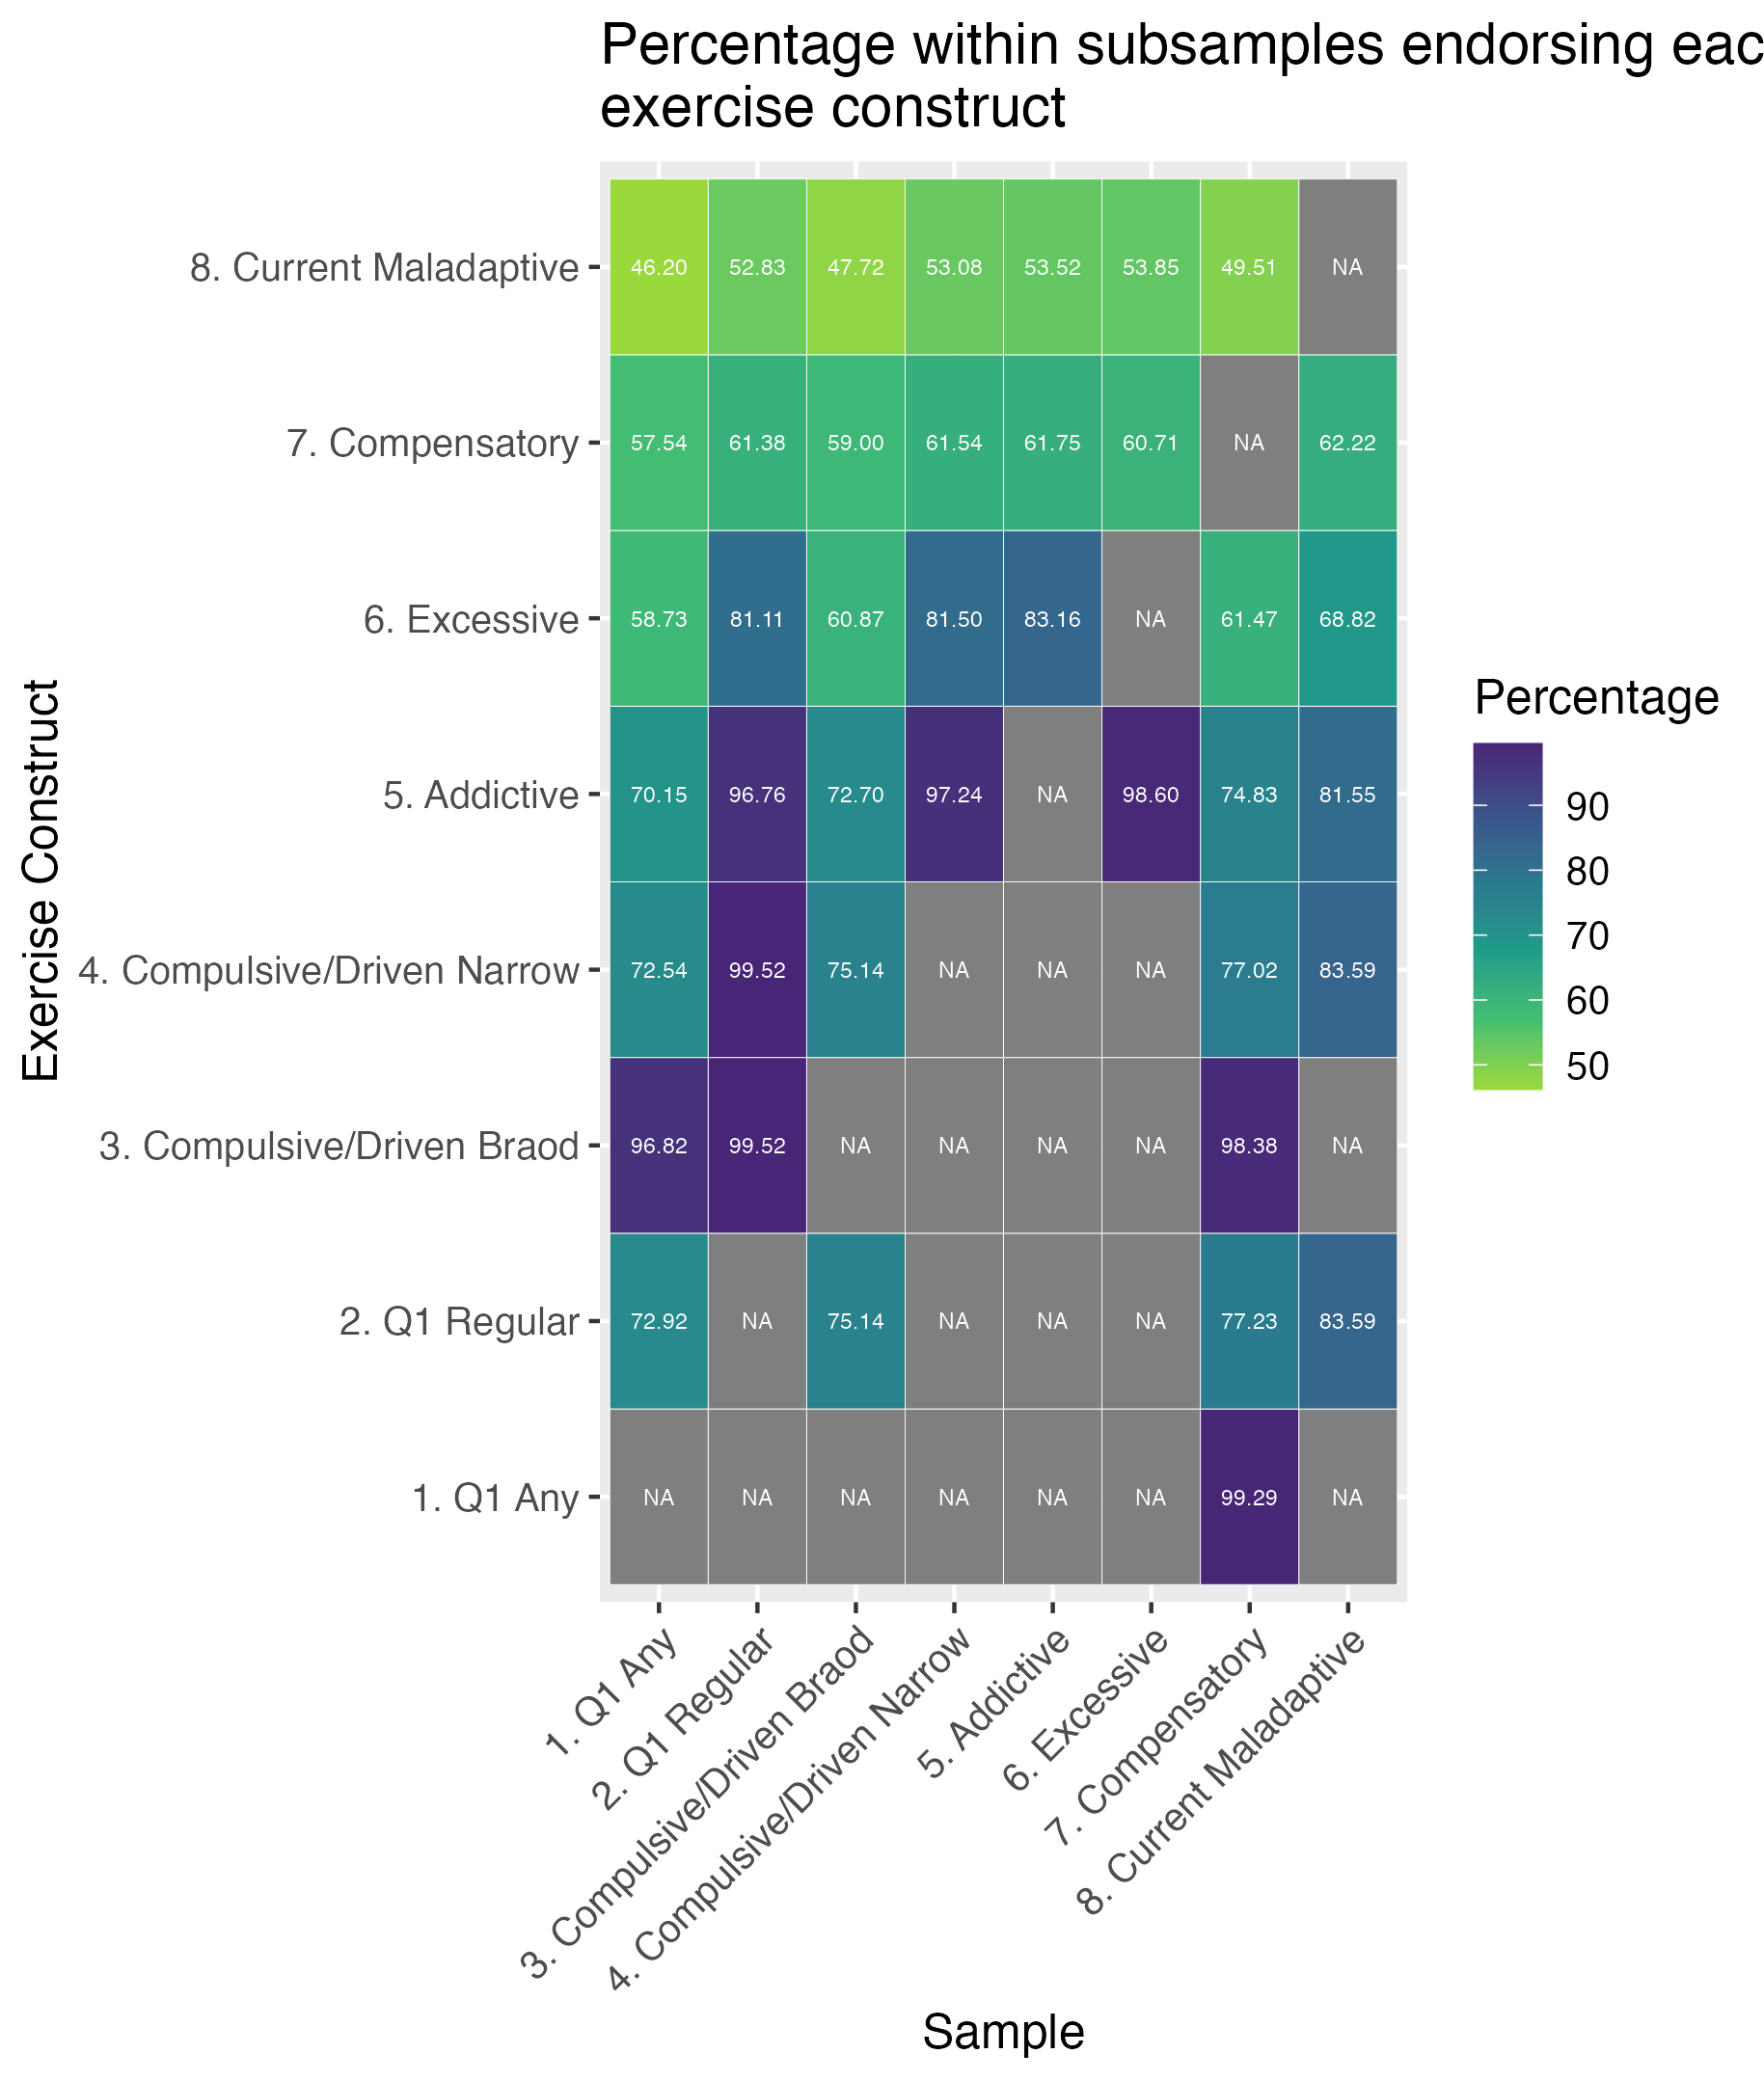 Percentage within subsamples endorsing eac
exercise construct
Exercise Construct
8. Current Maladaptive 46.20 52.83 47.72 53.08 53.52 53.85 49.51 NA
7. Compensatory 57.54 61.38 59.00 61.54 61.75 60.71 NA 62.22
6. Excessive 58.73 81.11 60.87 81.50 83.16 NA 61.47 68.82
5. Addictive 70.15 96.76 72.70 97.24 NA 98.60 74.83 81.55
4. Compulsive/Driven Narrow 72.54 99.52 75.14 NA NA NA 77.02 83.59
3. Compulsive/Driven Braod 96.82 99.52 NA NA NA NA 98.38 NA
2. Q1 Regular 72.92 NA 75.14 NA NA NA 77.23 83.59
1. Q1 Any NA NA NA NA NA NA 99.29 NA
1. Q1 Any
2. Q1 Regular
3. Compulsive/Driven Braod
4. Compulsive/Driven Narrow
5. Addictive
6. Excessive
7. Compensatory
8. Current Maladaptive
Sample
Percentage
90
80
70
60
50